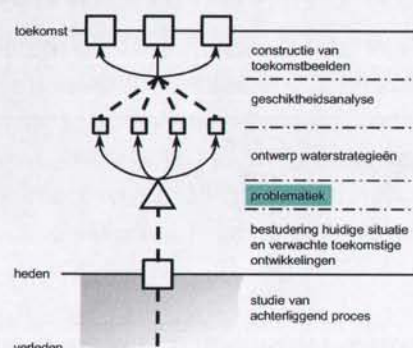 toekomst
constructie van
toekomstbeelden
geschiktheidsanalyse
ontwerp waterstrategieën
problematiek
bestudering huidige situatie
en verwachte toekomstige
ontwikkelingen
heden
studie van
achterliggend proces
verleden